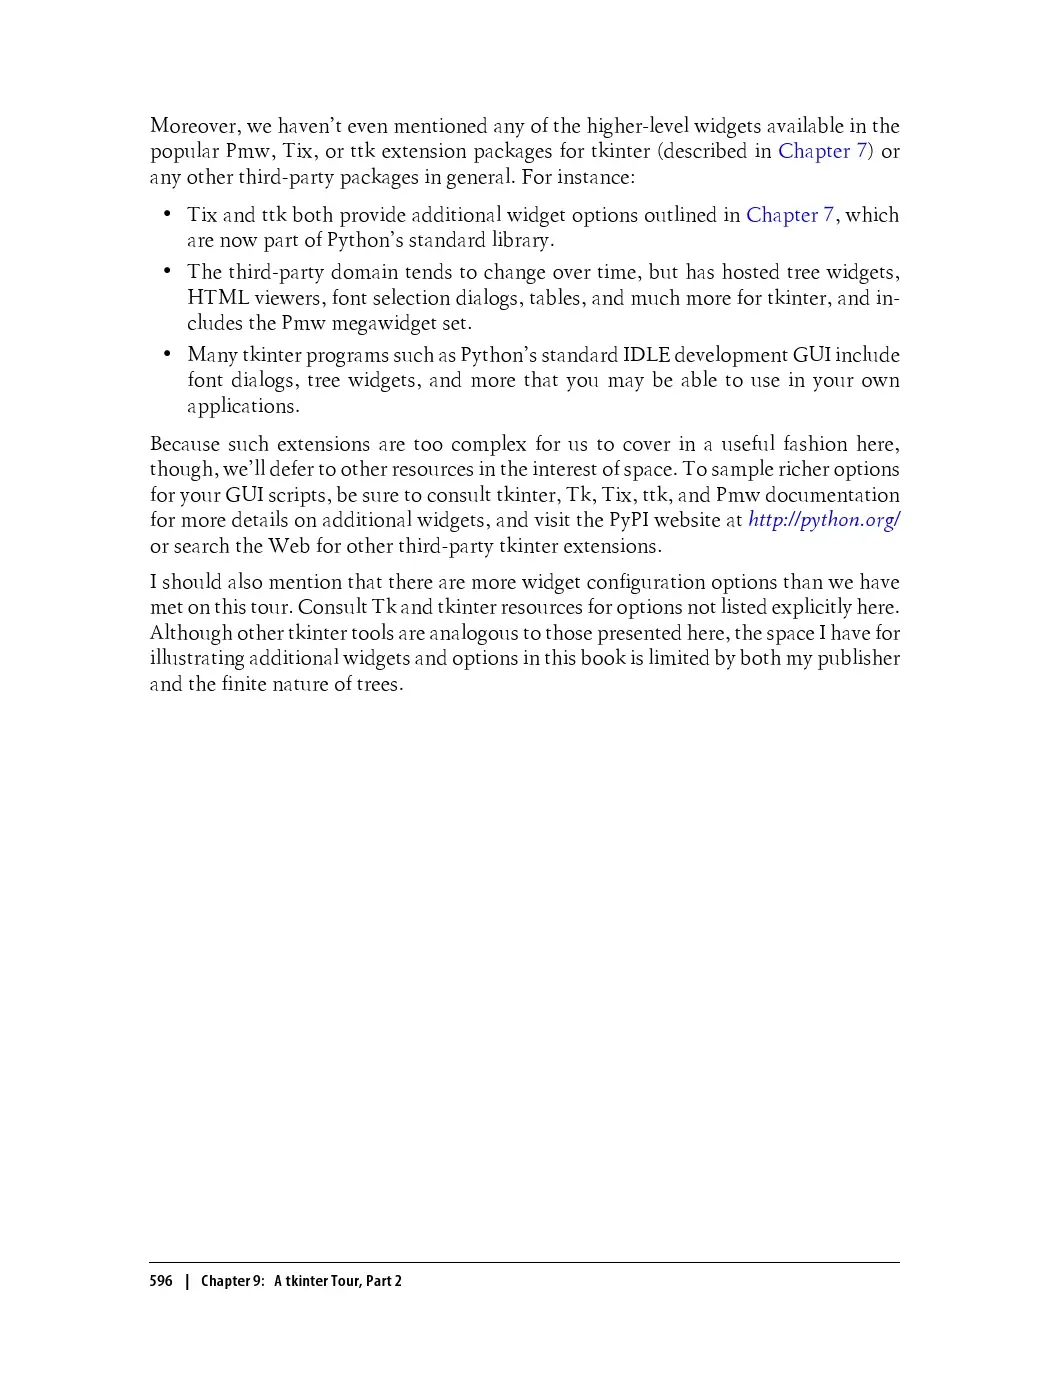 Moreover, we haven’t even mentioned any of the higher-level widgets available in the
popular Pmw, Tix, or ttk extension packages for tkinter (described in Chapter 7) or
any other third-party packages in general. For instance:
• Tix and ttk both provide additional widget options outlined in Chapter 7, which
are now part of Python’s standard library.
• The third-party domain tends to change over time, but has hosted tree widgets,
HTML viewers, font selection dialogs, tables, and much more for tkinter, and in-
cludes the Pmw megawidget set.
• Many tkinter programs such as Python’s standard IDLE development GUI include
font dialogs, tree widgets, and more that you may be able to use in your own
applications.
Because such extensions are too complex for us to cover in a useful fashion here,
though, we’ll defer to other resources in the interest of space. To sample richer options
for your GUI scripts, be sure to consult tkinter, Tk, Tix, ttk, and Pmw documentation
for more details on additional widgets, and visit the PyPI website at http://python.org/
or search the Web for other third-party tkinter extensions.
I should also mention that there are more widget configuration options than we have
met on this tour. Consult Tk and tkinter resources for options not listed explicitly here.
Although other tkinter tools are analogous to those presented here, the space I have for
illustrating additional widgets and options in this book is limited by both my publisher
and the finite nature of trees.
596 | Chapter 9: A tkinter Tour, Part 2